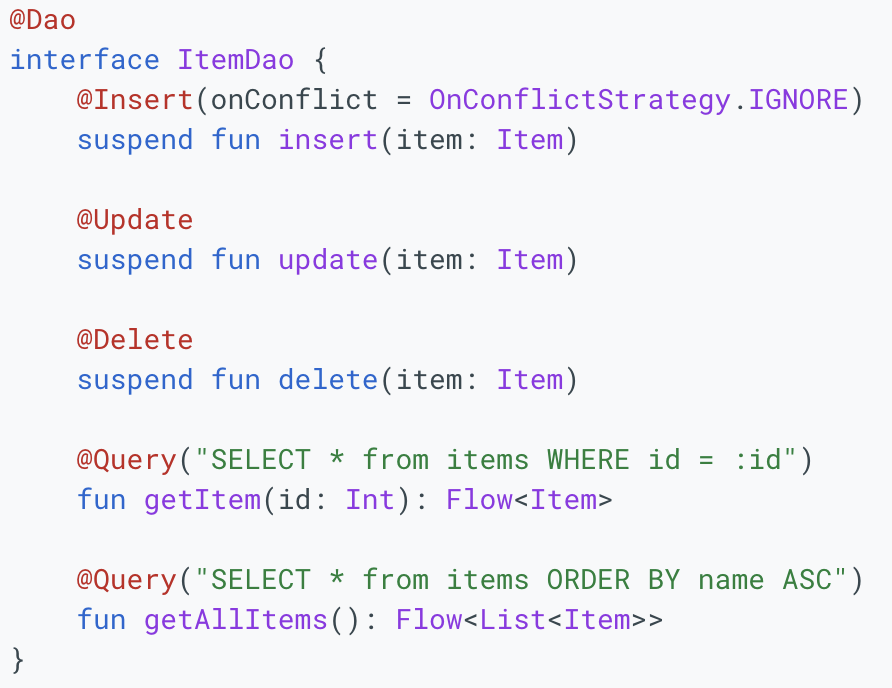 @Dao
interface ItemDao {
    @Insert(onConflict = OnConflictStrategy.IGNORE)
    suspend fun insert(item: Item)

    @Update
    suspend fun update(item: Item)

    @Delete
    suspend fun delete(item: Item)

    @Query("SELECT * from items WHERE id = :id")
    fun getItem(id: Int): Flow<Item>

    @Query("SELECT * from items ORDER BY name ASC")
    fun getAllItems(): Flow<List<Item>>
}